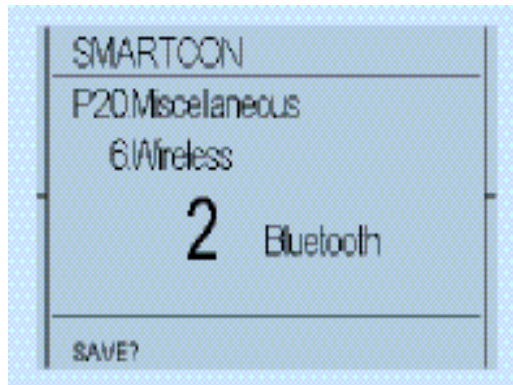 SMARTCON
P20.Miscelaneous
6.Wireless
2 Bluetooth
SAVE?